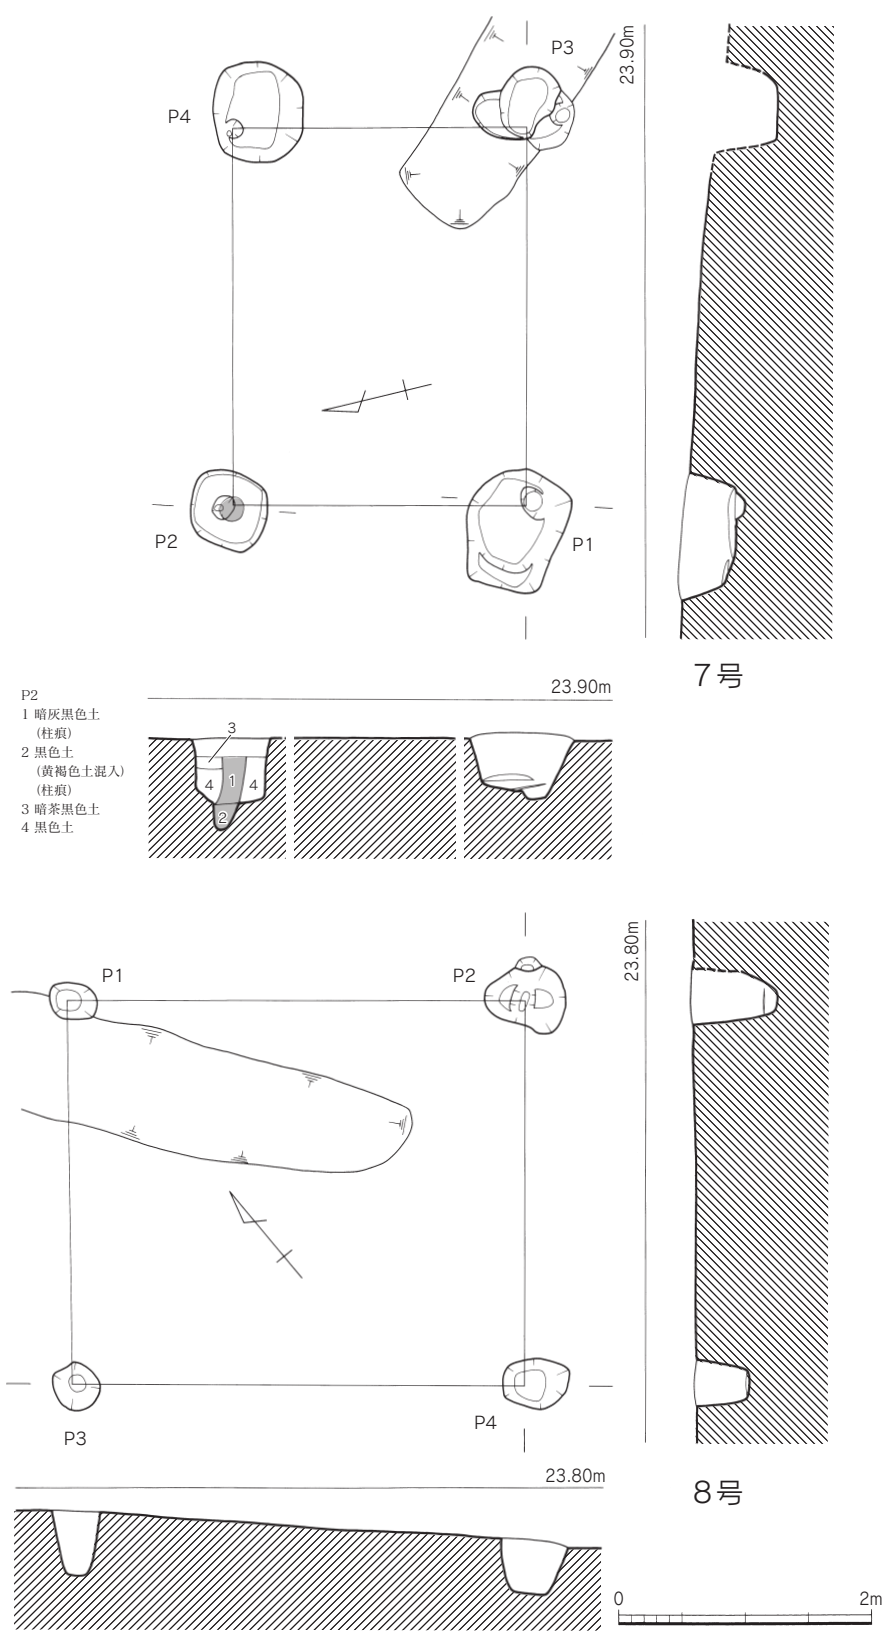 P3
23.90m
P4
P2
P1
7号
23.90m
P2
1 暗灰黒色土
（柱痕）
2 黒色土
（黄褐色土混入）
（柱痕）
3 暗茶黒色土
4 黒色土
3
4
1
4
2
P1
P2
23.80m
P3
P4
23.80m
8号
0
2m